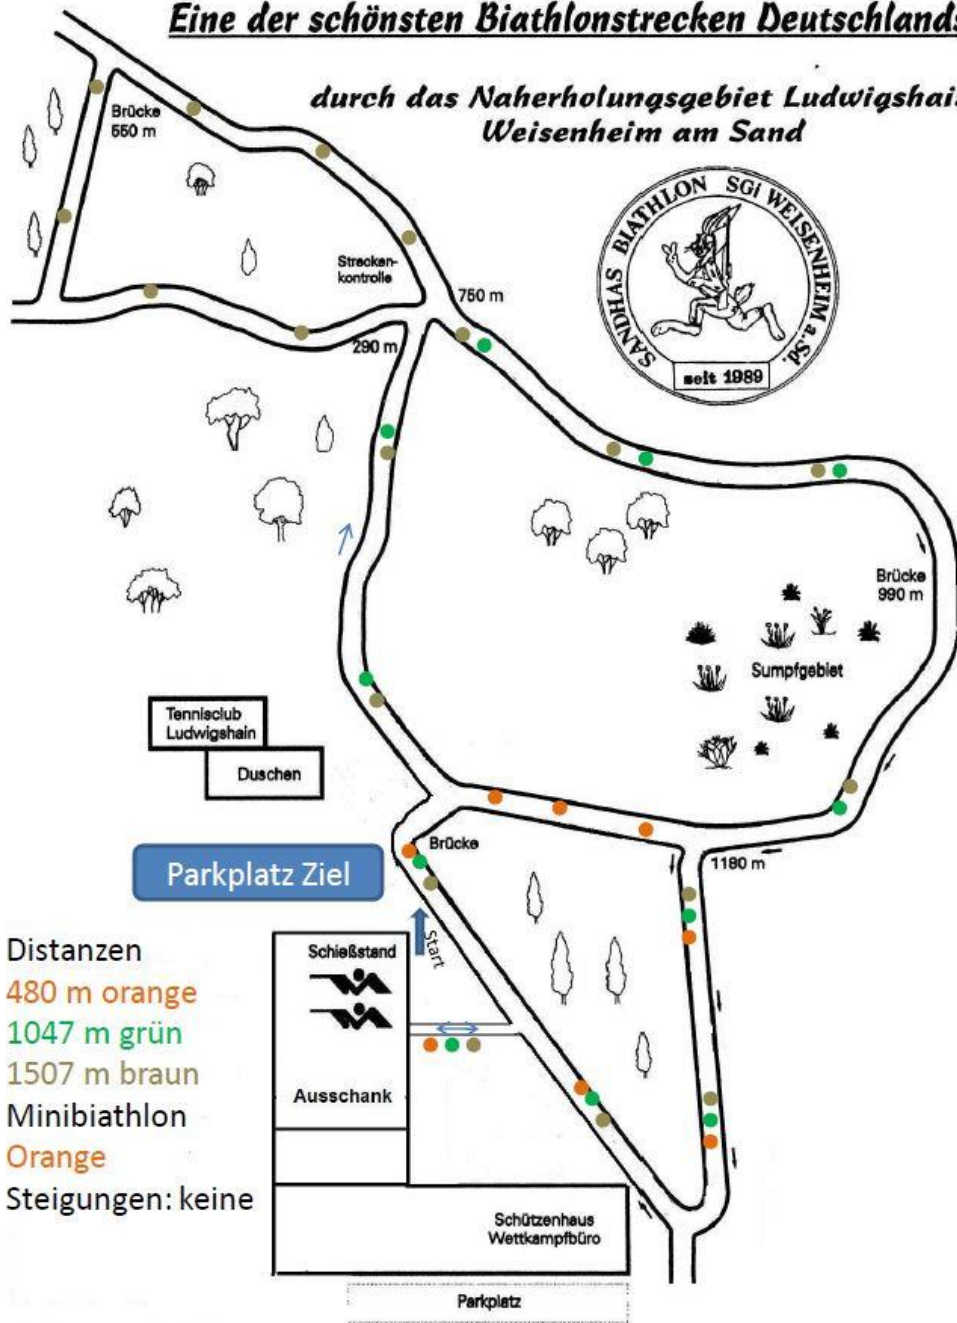 Eine der schönsten Biathlonstrecken Deutschlands
durch das Naherholungsgebiet Ludwigshain
Weisenheim am Sand
Brücke
550 m
SANDHAS BIATHLON SGi WEISENHEIM a. Sd.
seit 1989
Strecken-
kontrolle
750 m
290 m
Brücke
990 m
Sumpfgebiet
Tennisclub
Ludwigshain
Duschen
Brücke
1180 m
Parkplatz Ziel
Start
Schießstand
Distanzen
480 m orange
1047 m grün
1507 m braun
Minibiathlon
Orange
Steigungen: keine
Ausschank
Schützenhaus
Wettkampfbüro
Parkplatz